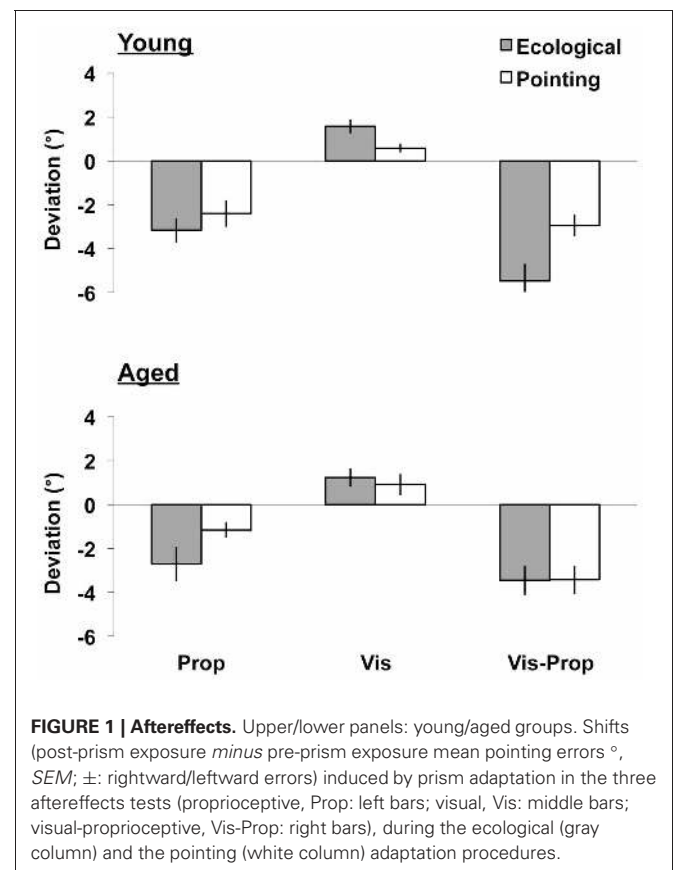 Young
Ecological
Pointing
4
2
0
-2
-4
-6
Deviation (°)
Aged
4
2
0
-2
-4
-6
Deviation (°)
Prop Vis Vis-Prop
FIGURE 1 | Aftereffects. Upper/lower panels: young/aged groups. Shifts
(post-prism exposure minus pre-prism exposure mean pointing errors °,
SEM; ±: rightward/leftward errors) induced by prism adaptation in the three
aftereffects tests (proprioceptive, Prop: left bars; visual, Vis: middle bars;
visual-proprioceptive, Vis-Prop: right bars), during the ecological (gray
column) and the pointing (white column) adaptation procedures.